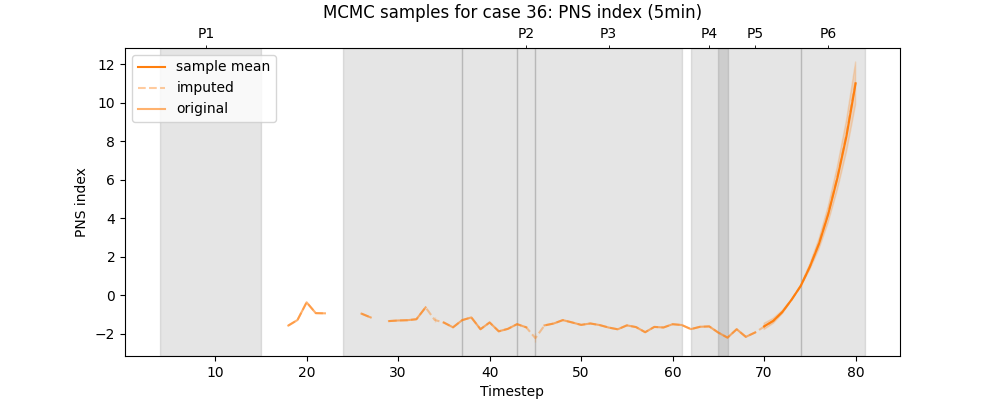 MCMC samples for case 36: PNS index (5min)
P1 P2 P3 P4 P5 P6
sample mean
imputed
original
12
10
8
6
4
2
0
−2
PNS index
10 20 30 40 50 60 70 80
Timestep